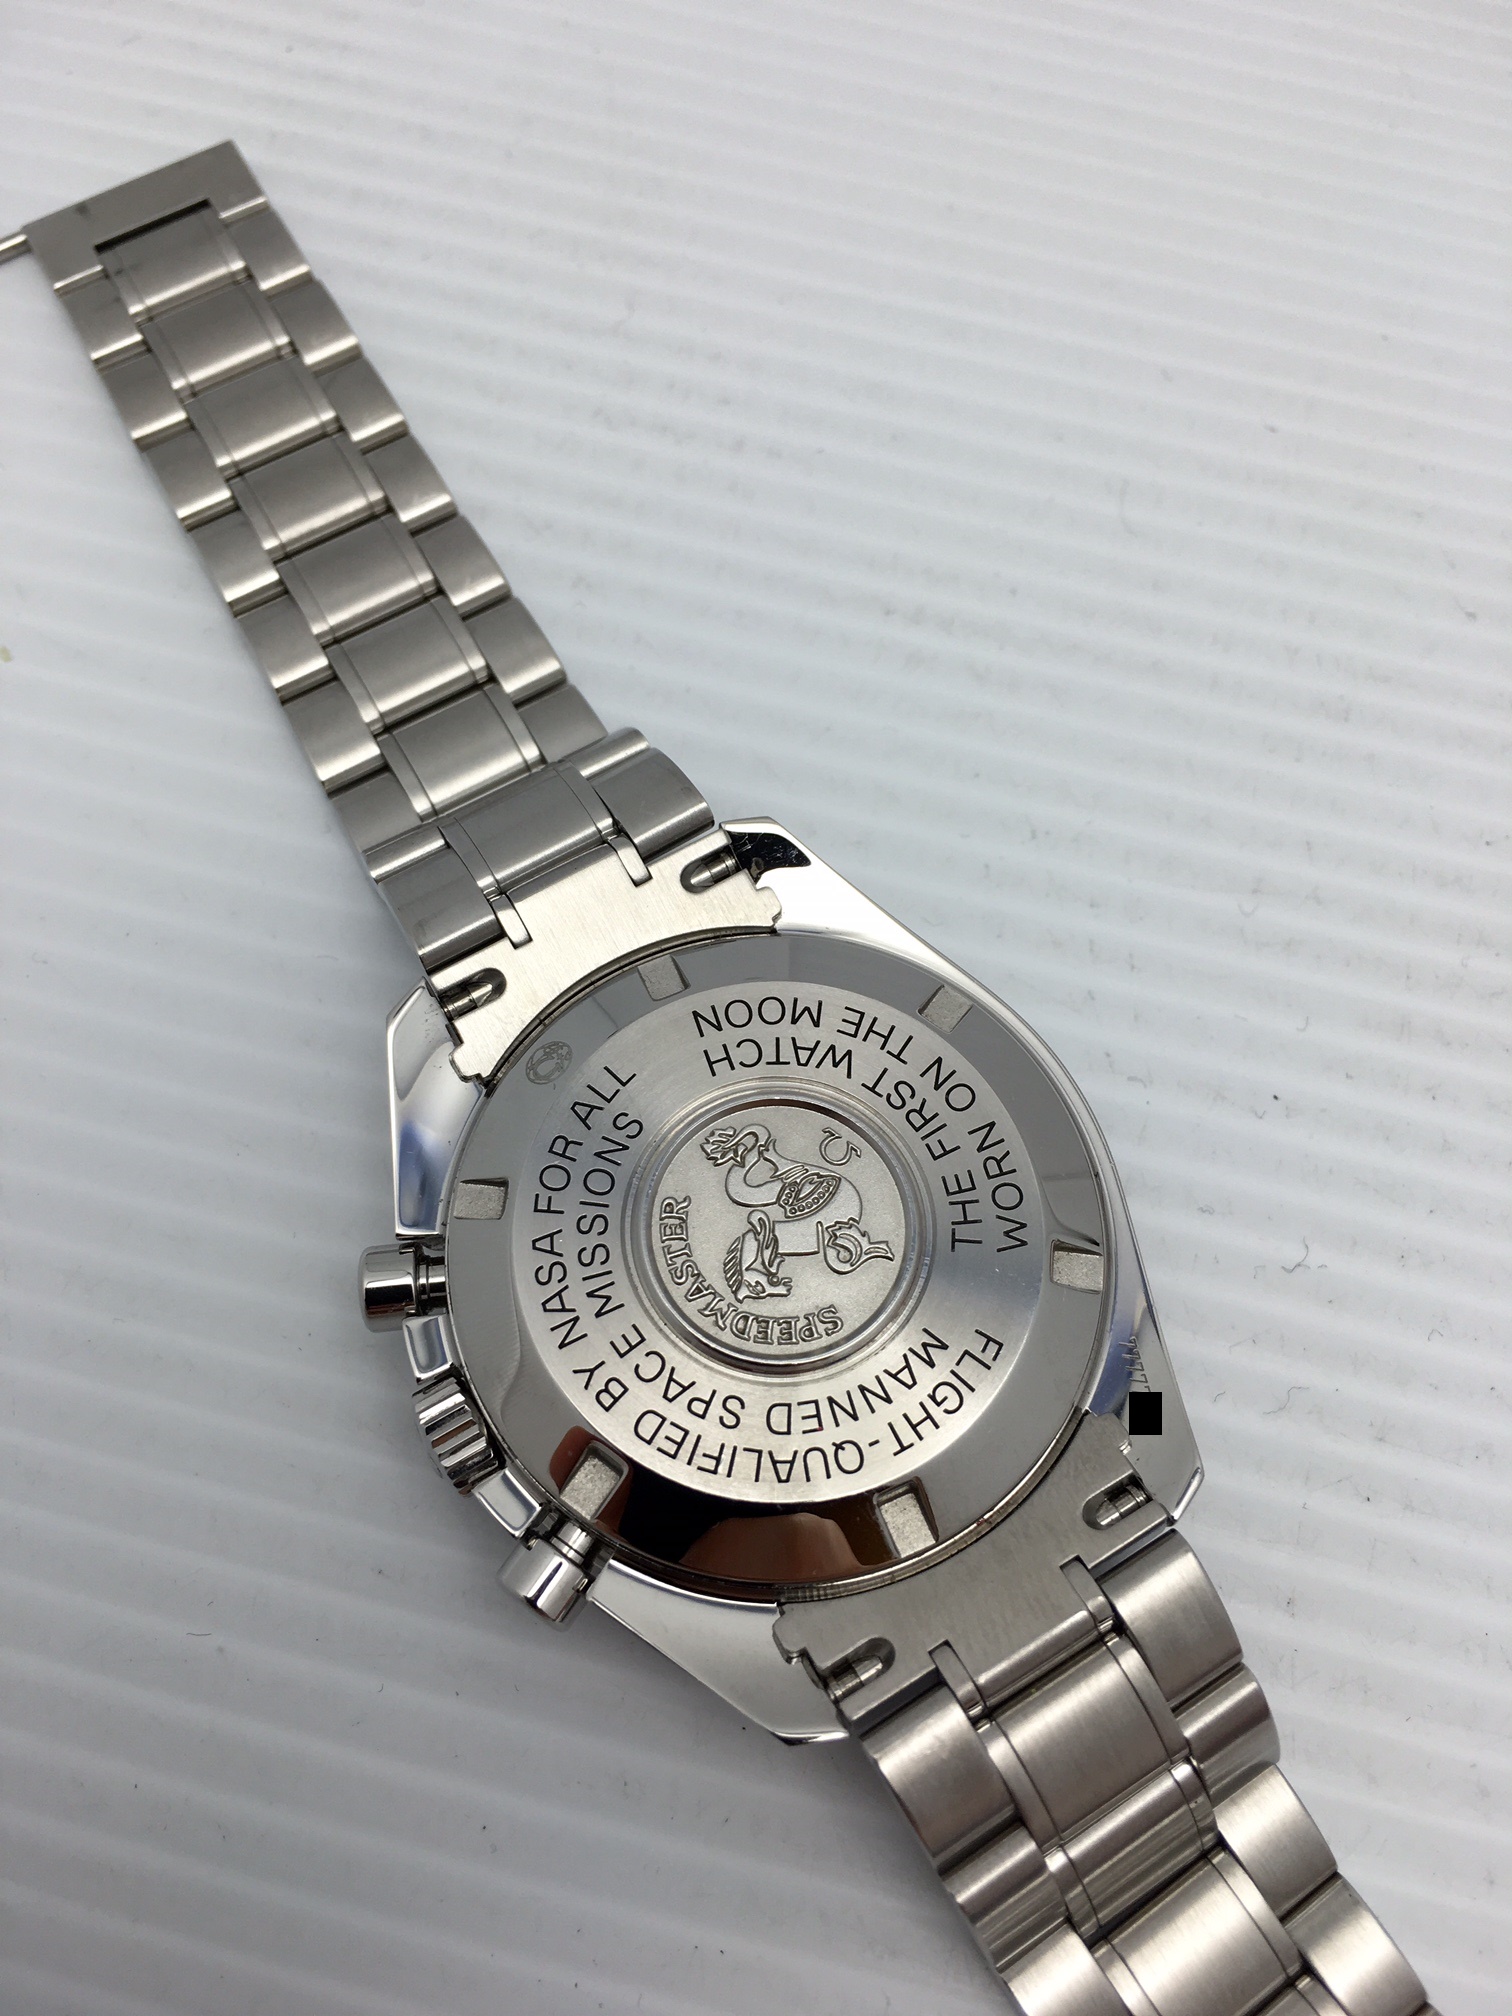 FLIGHT-QUALIFIED BY NASA FOR ALL
MANNED SPACE MISSIONS
THE FIRST WATCH
WORN ON THE MOON
SPEEDMASTER
Ω